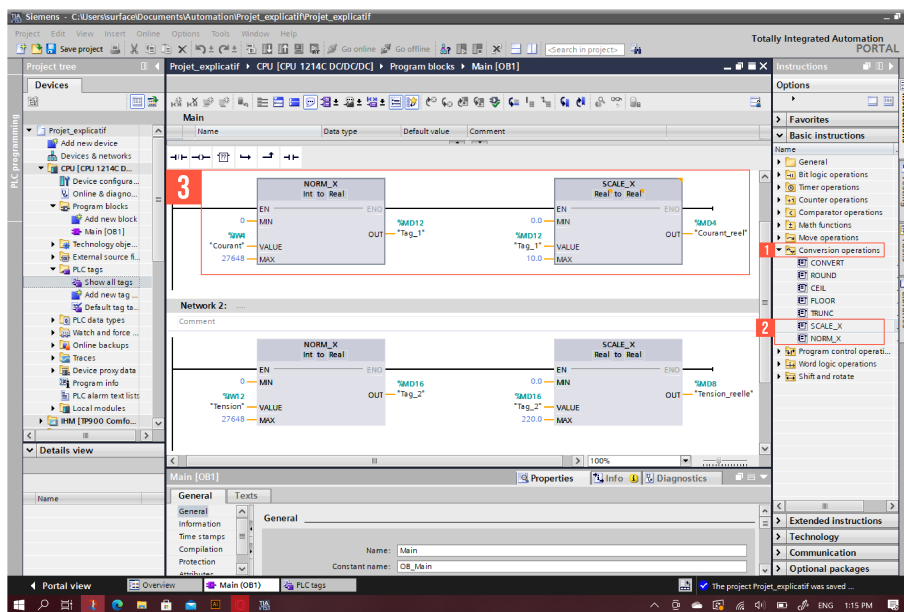 Siemens - C:\Users\surface\Documents\Automation\Projet_explicatif\Projet_explicatif
Project Edit View Insert Online Options Tools Window Help
Totally Integrated Automation
PORTAL
Save project
Go online
Go offline
<Search in project>
Project tree
Projet_explicatif ▸ CPU [CPU 1214C DC/DC/DC] ▸ Program blocks ▸ Main [OB1]
Instructions
Devices
Options
PLC programming
Projet_explicatif
Add new device
Devices & networks
CPU [CPU 1214C D...
Device configura...
Online & diagno...
Program blocks
Add new block
Main [OB1]
Technology obje...
External source fi...
PLC tags
Show all tags
Add new tag ...
Default tag ta...
PLC data types
Watch and force ...
Online backups
Traces
Device proxy data
Program info
PLC alarm text lists
Local modules
IHM [TP900 Comfo...
Details view
Name
Main
Name Data type Default value Comment
3
NORM_X
Int to Real
EN ENO
0 MIN
%IW4
"Courant" VALUE
27648 MAX
OUT
%MD12
"Tag_1"
SCALE_X
Real to Real
EN ENO
0.0 MIN
%MD12
"Tag_1" VALUE
10.0 MAX
OUT
%MD4
"Courant_reel"
Network 2: .....
Comment
NORM_X
Int to Real
EN ENO
0 MIN
%IW12
"Tension" VALUE
27648 MAX
OUT
%MD16
"Tag_2"
SCALE_X
Real to Real
EN ENO
0.0 MIN
%MD16
"Tag_2" VALUE
220.0 MAX
OUT
%MD8
"Tension_reelle"
100%
Main [OB1]
Properties
Info
Diagnostics
General Texts
General
Information
Time stamps
Compilation
Protection
Attributes
General
Name: Main
Constant name: OB_Main
Favorites
Basic instructions
Name
General
Bit logic operations
Timer operations
Counter operations
Comparator operations
Math functions
Move operations
1
Conversion operations
CONVERT
ROUND
CEIL
FLOOR
TRUNC
2
SCALE_X
NORM_X
Program control operati...
Word logic operations
Shift and rotate
Extended instructions
Technology
Communication
Optional packages
Portal view
Overview
Main (OB1)
PLC tags
The project Projet_explicatif was saved ...
ENG 1:15 PM